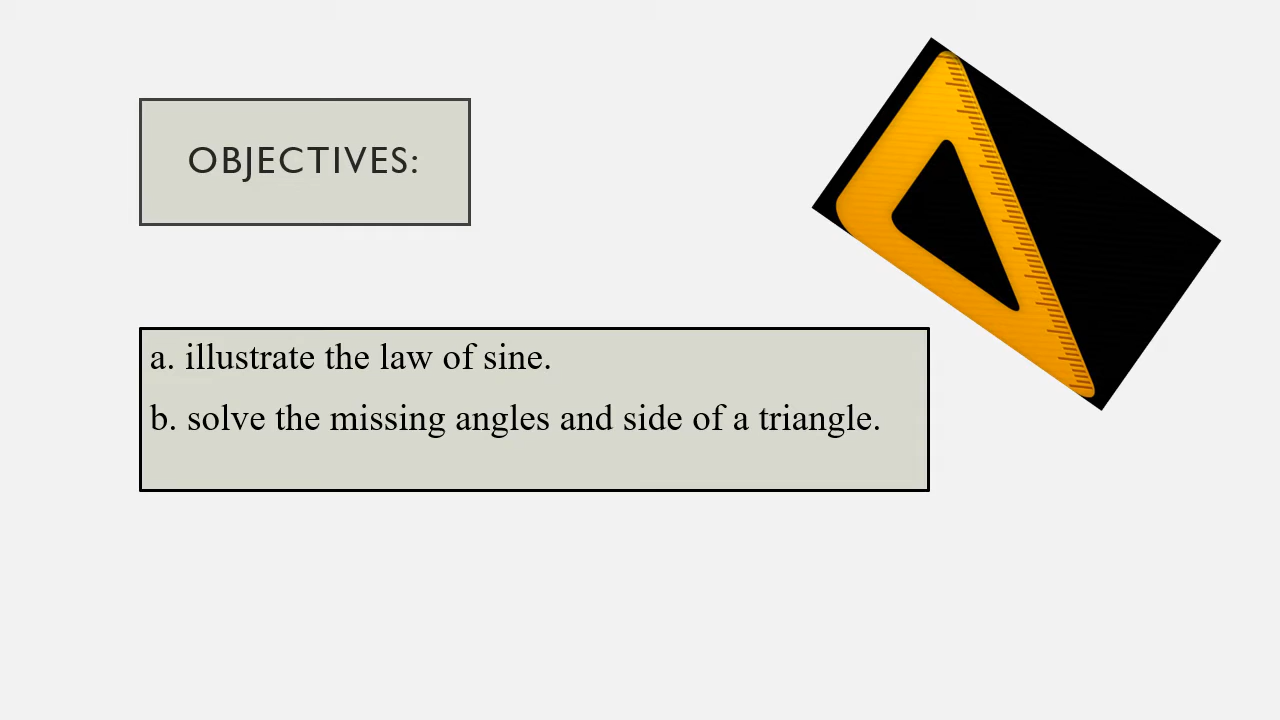 OBJECTIVES:
a. illustrate the law of sine.
b. solve the missing angles and side of a triangle.